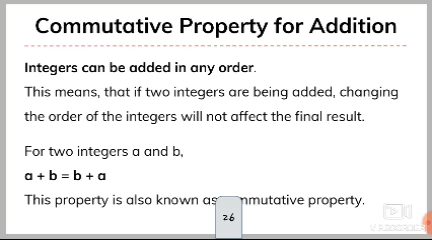 Commutative Property for Addition
Integers can be added in any order.
This means, that if two integers are being added, changing
the order of the integers will not affect the final result.
For two integers a and b,
a + b = b + a
This property is also known as mmutative property.
26